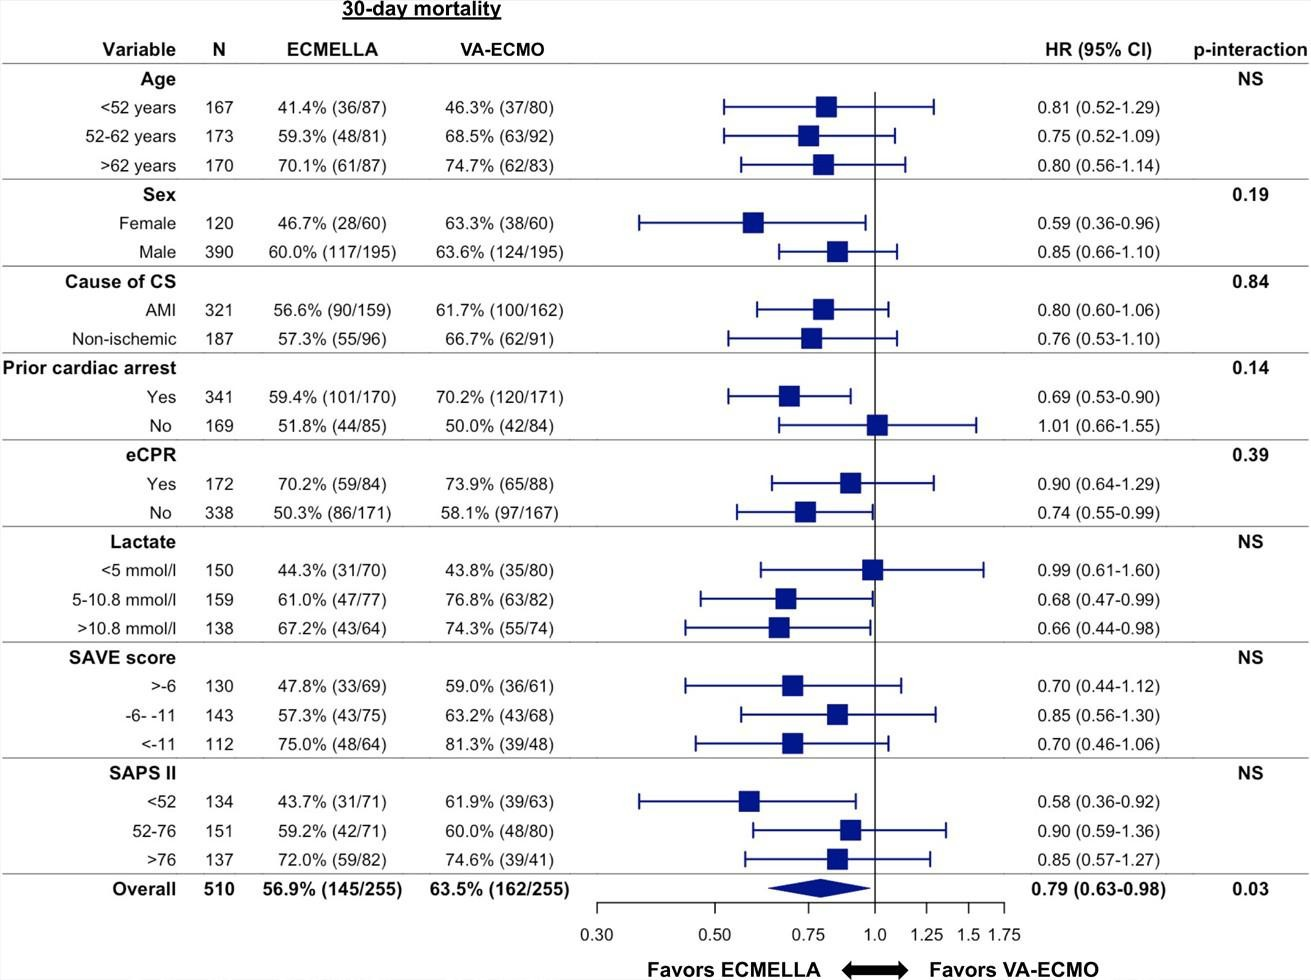 30-day mortality
Variable N ECMELLA VA-ECMO HR (95% CI) p-interaction
Age NS
<52 years 167 41.4% (36/87) 46.3% (37/80) 0.81 (0.52-1.29)
52-62 years 173 59.3% (48/81) 68.5% (63/92) 0.75 (0.52-1.09)
>62 years 170 70.1% (61/87) 74.7% (62/83) 0.80 (0.56-1.14)
Sex 0.19
Female 120 46.7% (28/60) 63.3% (38/60) 0.59 (0.36-0.96)
Male 390 60.0% (117/195) 63.6% (124/195) 0.85 (0.66-1.10)
Cause of CS 0.84
AMI 321 56.6% (90/159) 61.7% (100/162) 0.80 (0.60-1.06)
Non-ischemic 187 57.3% (55/96) 66.7% (62/91) 0.76 (0.53-1.10)
Prior cardiac arrest 0.14
Yes 341 59.4% (101/170) 70.2% (120/171) 0.69 (0.53-0.90)
No 169 51.8% (44/85) 50.0% (42/84) 1.01 (0.66-1.55)
eCPR 0.39
Yes 172 70.2% (59/84) 73.9% (65/88) 0.90 (0.64-1.29)
No 338 50.3% (86/171) 58.1% (97/167) 0.74 (0.55-0.99)
Lactate NS
<5 mmol/l 150 44.3% (31/70) 43.8% (35/80) 0.99 (0.61-1.60)
5-10.8 mmol/l 159 61.0% (47/77) 76.8% (63/82) 0.68 (0.47-0.99)
>10.8 mmol/l 138 67.2% (43/64) 74.3% (55/74) 0.66 (0.44-0.98)
SAVE score NS
>-6 130 47.8% (33/69) 59.0% (36/61) 0.70 (0.44-1.12)
-6- -11 143 57.3% (43/75) 63.2% (43/68) 0.85 (0.56-1.30)
<-11 112 75.0% (48/64) 81.3% (39/48) 0.70 (0.46-1.06)
SAPS II NS
<52 134 43.7% (31/71) 61.9% (39/63) 0.58 (0.36-0.92)
52-76 151 59.2% (42/71) 60.0% (48/80) 0.90 (0.59-1.36)
>76 137 72.0% (59/82) 74.6% (39/41) 0.85 (0.57-1.27)
Overall 510 56.9% (145/255) 63.5% (162/255) 0.79 (0.63-0.98) 0.03
0.30 0.50 0.75 1.0 1.25 1.5 1.75
Favors ECMELLA Favors VA-ECMO